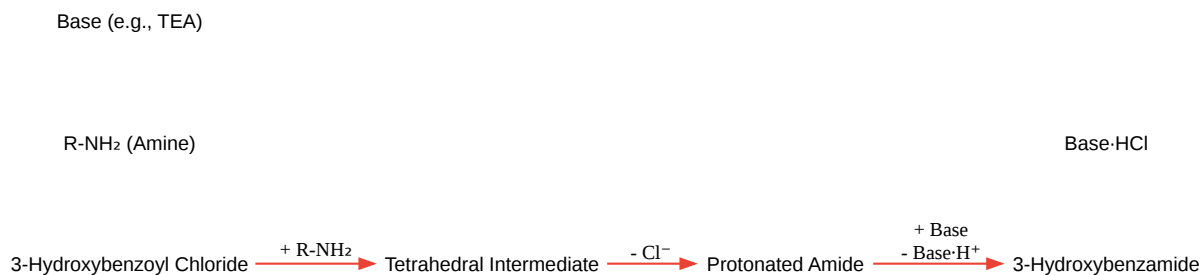 Base (e.g., TEA)
R-NH₂ (Amine)
Base·HCl
+ Base
+ R-NH₂
- Cl⁻
- Base·H⁺
3-Hydroxybenzoyl Chloride
Tetrahedral Intermediate
Protonated Amide
3-Hydroxybenzamide